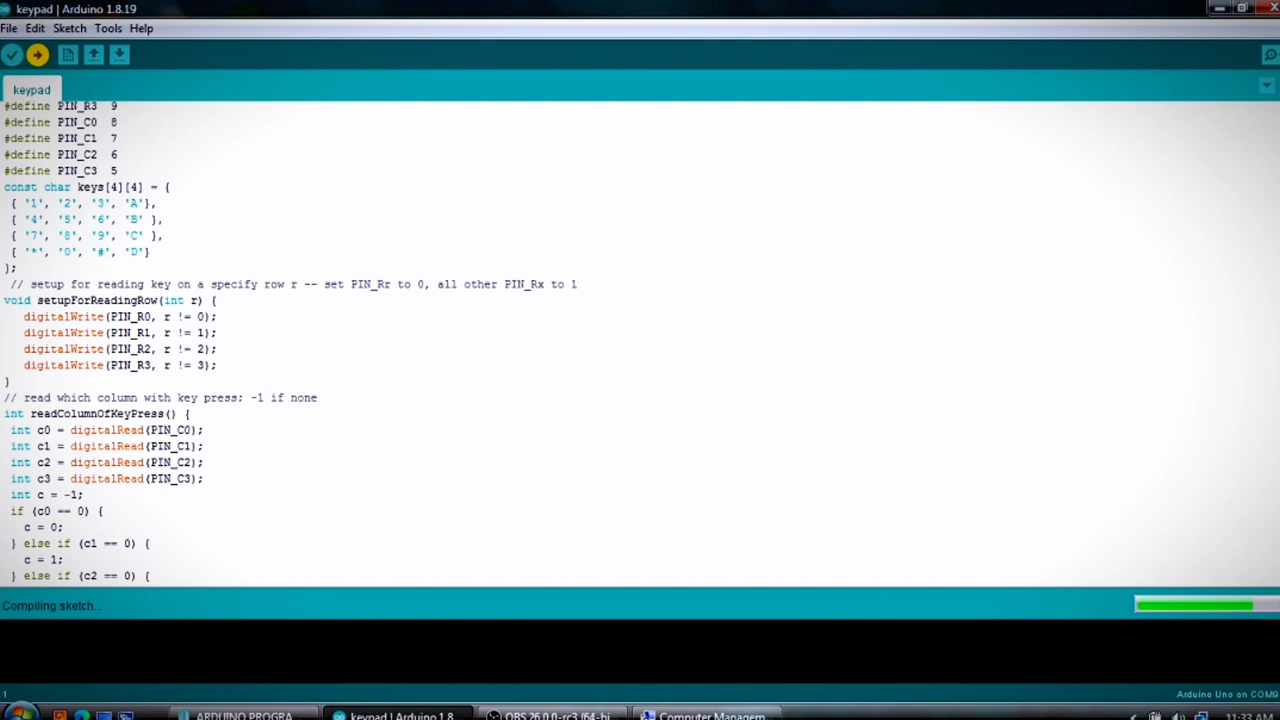 keypad | Arduino 1.8.19
File Edit Sketch Tools Help
keypad
#define PIN_R3 9
#define PIN_C0 8
#define PIN_C1 7
#define PIN_C2 6
#define PIN_C3 5
const char keys[4][4] = {
{ '1', '2', '3', 'A'},
{ '4', '5', '6', 'B' },
{ '7', '8', '9', 'C' },
{ '*', '0', '#', 'D'}
};
// setup for reading key on a specify row r -- set PIN_Rr to 0, all other PIN_Rx to 1
void setupForReadingRow(int r) {
digitalWrite(PIN_R0, r != 0);
digitalWrite(PIN_R1, r != 1);
digitalWrite(PIN_R2, r != 2);
digitalWrite(PIN_R3, r != 3);
}
// read which column with key press; -1 if none
int readColumnOfKeyPress() {
int c0 = digitalRead(PIN_C0);
int c1 = digitalRead(PIN_C1);
int c2 = digitalRead(PIN_C2);
int c3 = digitalRead(PIN_C3);
int c = -1;
if (c0 == 0) {
c = 0;
} else if (c1 == 0) {
c = 1;
} else if (c2 == 0) {
Compiling sketch...
1
Arduino Uno on COM9
ARDUINO PROGRA... keypad | Arduino 1.8... OBS 26.0.0-rc3 (64-bi... Computer Managem... 11:33 AM